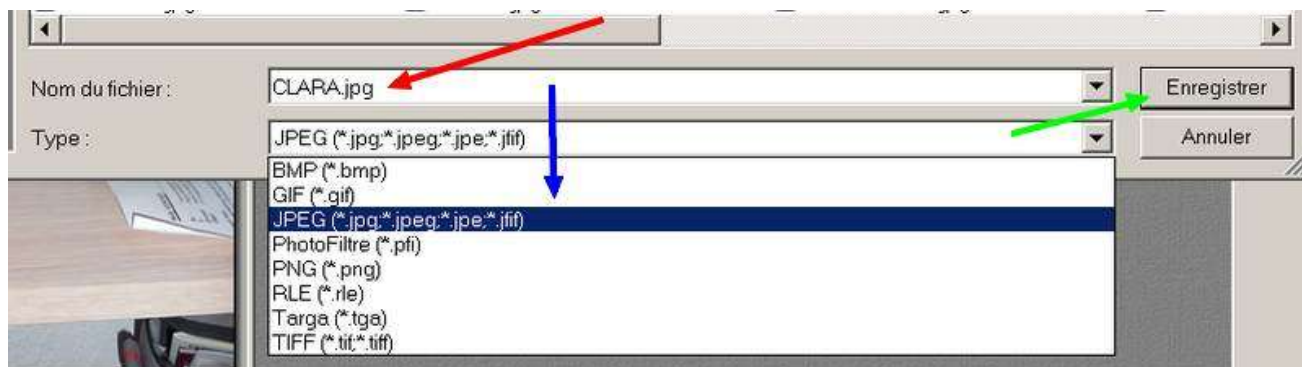 Nom du fichier :
CLARA.jpg
Enregistrer
Type :
JPEG (*.jpg;*.jpeg;*.jpe;*.jfif)
Annuler
BMP (*.bmp)
GIF (*.gif)
JPEG (*.jpg;*.jpeg;*.jpe;*.jfif)
PhotoFiltre (*.pfi)
PNG (*.png)
RLE (*.rle)
Targa (*.tga)
TIFF (*.tif;*.tiff)